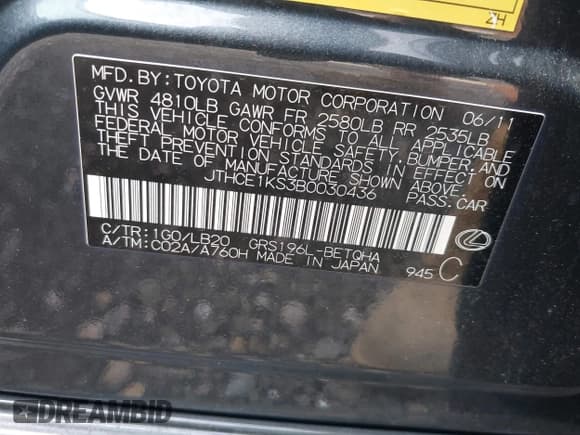 ZH
MFD. BY: TOYOTA MOTOR CORPORATION 06/11
GVWR 4810LB GAWR FR 2580LB RR 2535LB
THIS VEHICLE CONFORMS TO ALL APPLICABLE
FEDERAL MOTOR VEHICLE SAFETY, BUMPER, AND
THEFT PREVENTION STANDARDS IN EFFECT ON
THE DATE OF MANUFACTURE SHOWN ABOVE.
JTHCE1KS3B0030436 PASS. CAR
C/TR: 1G0/LB20 GRS196L-BETQHA
A/TM: C02A/A760H MADE IN JAPAN 945 C
DREAMBID